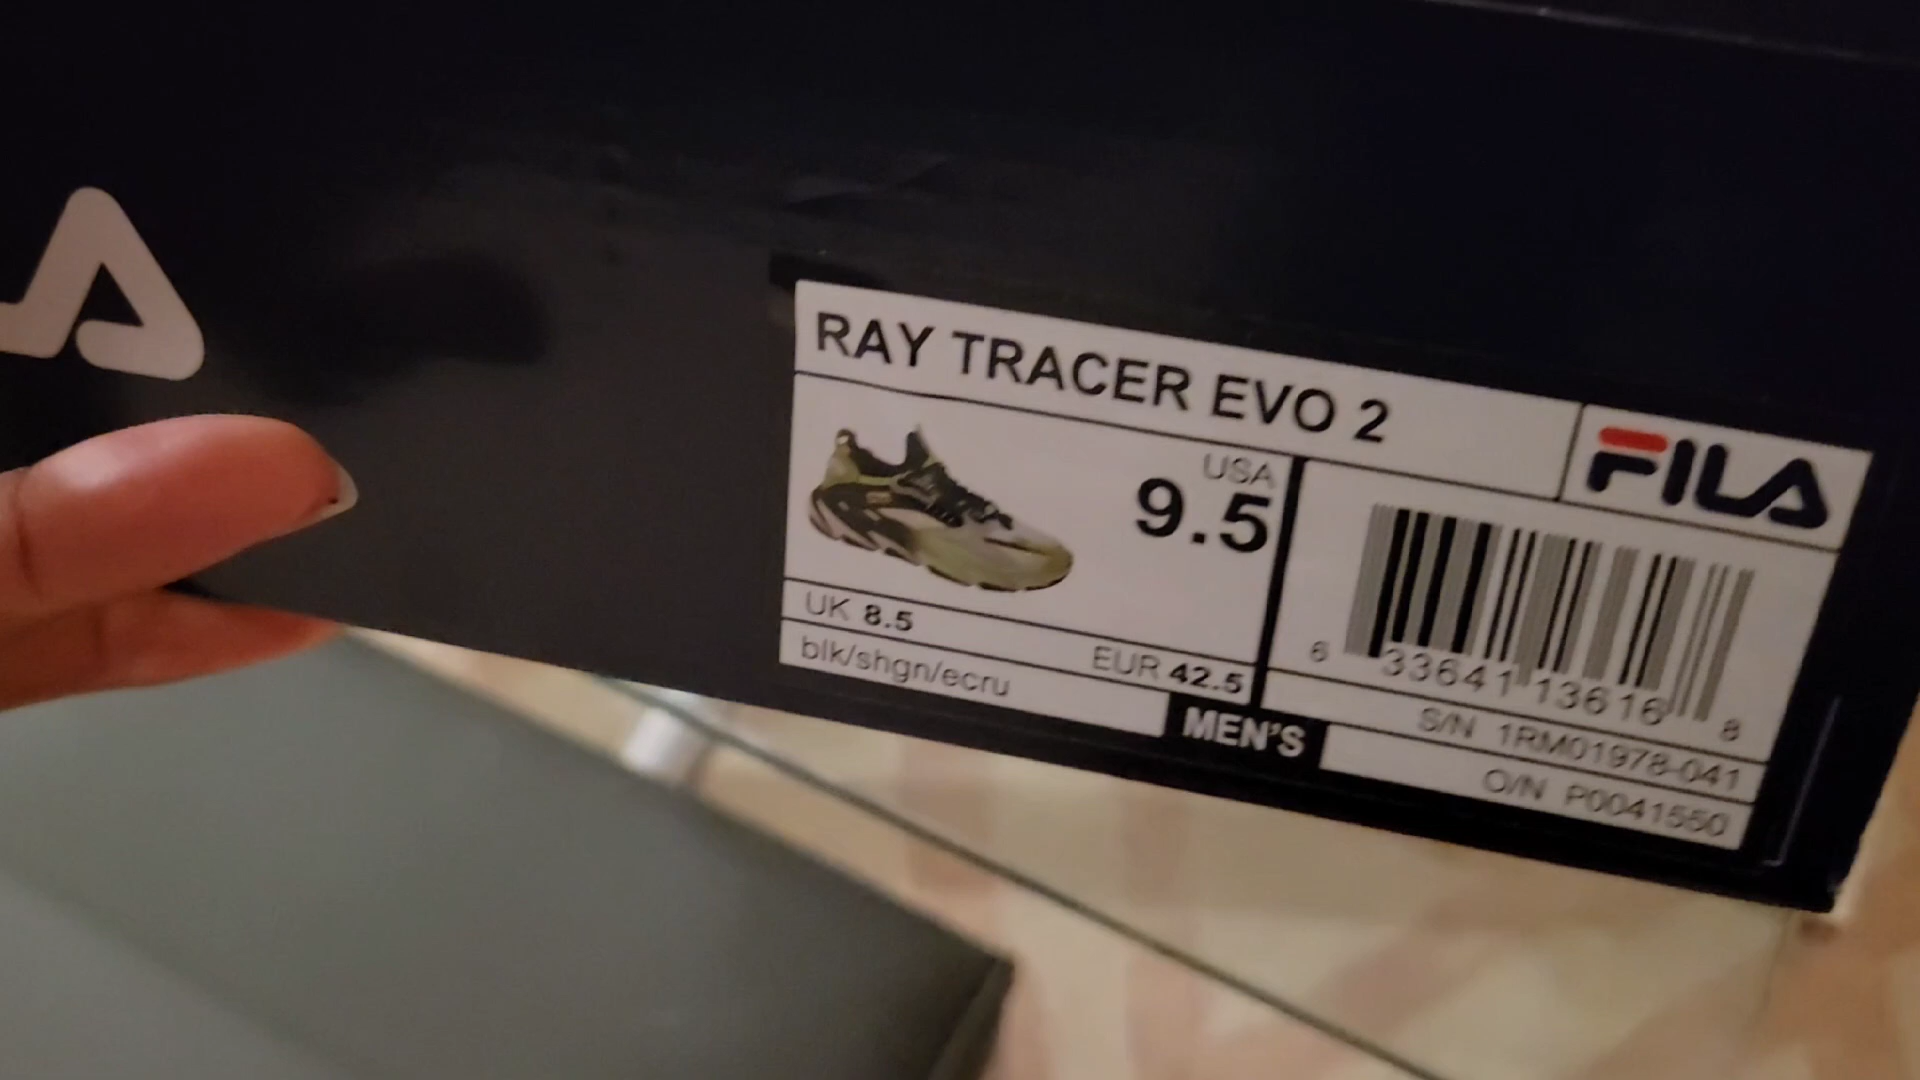 RAY TRACER EVO 2
FILA
USA
9.5
UK 8.5
EUR 42.5
blk/shgn/ecru
MEN'S
6 33641 13616 8
S/N 1RM01978-041
O/N P0041550
A